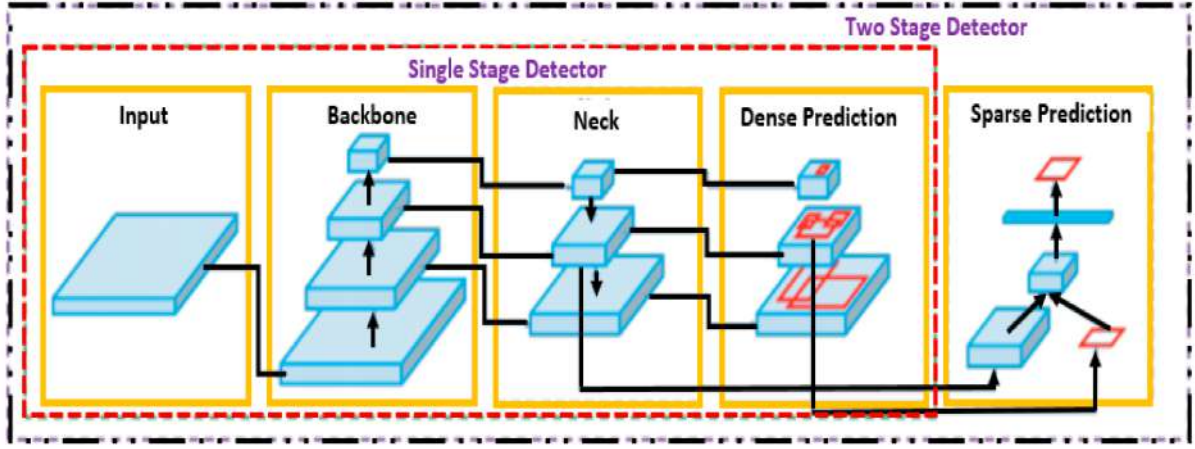 Two Stage Detector
Single Stage Detector
Input
Backbone
Neck
Dense Prediction
Sparse Prediction